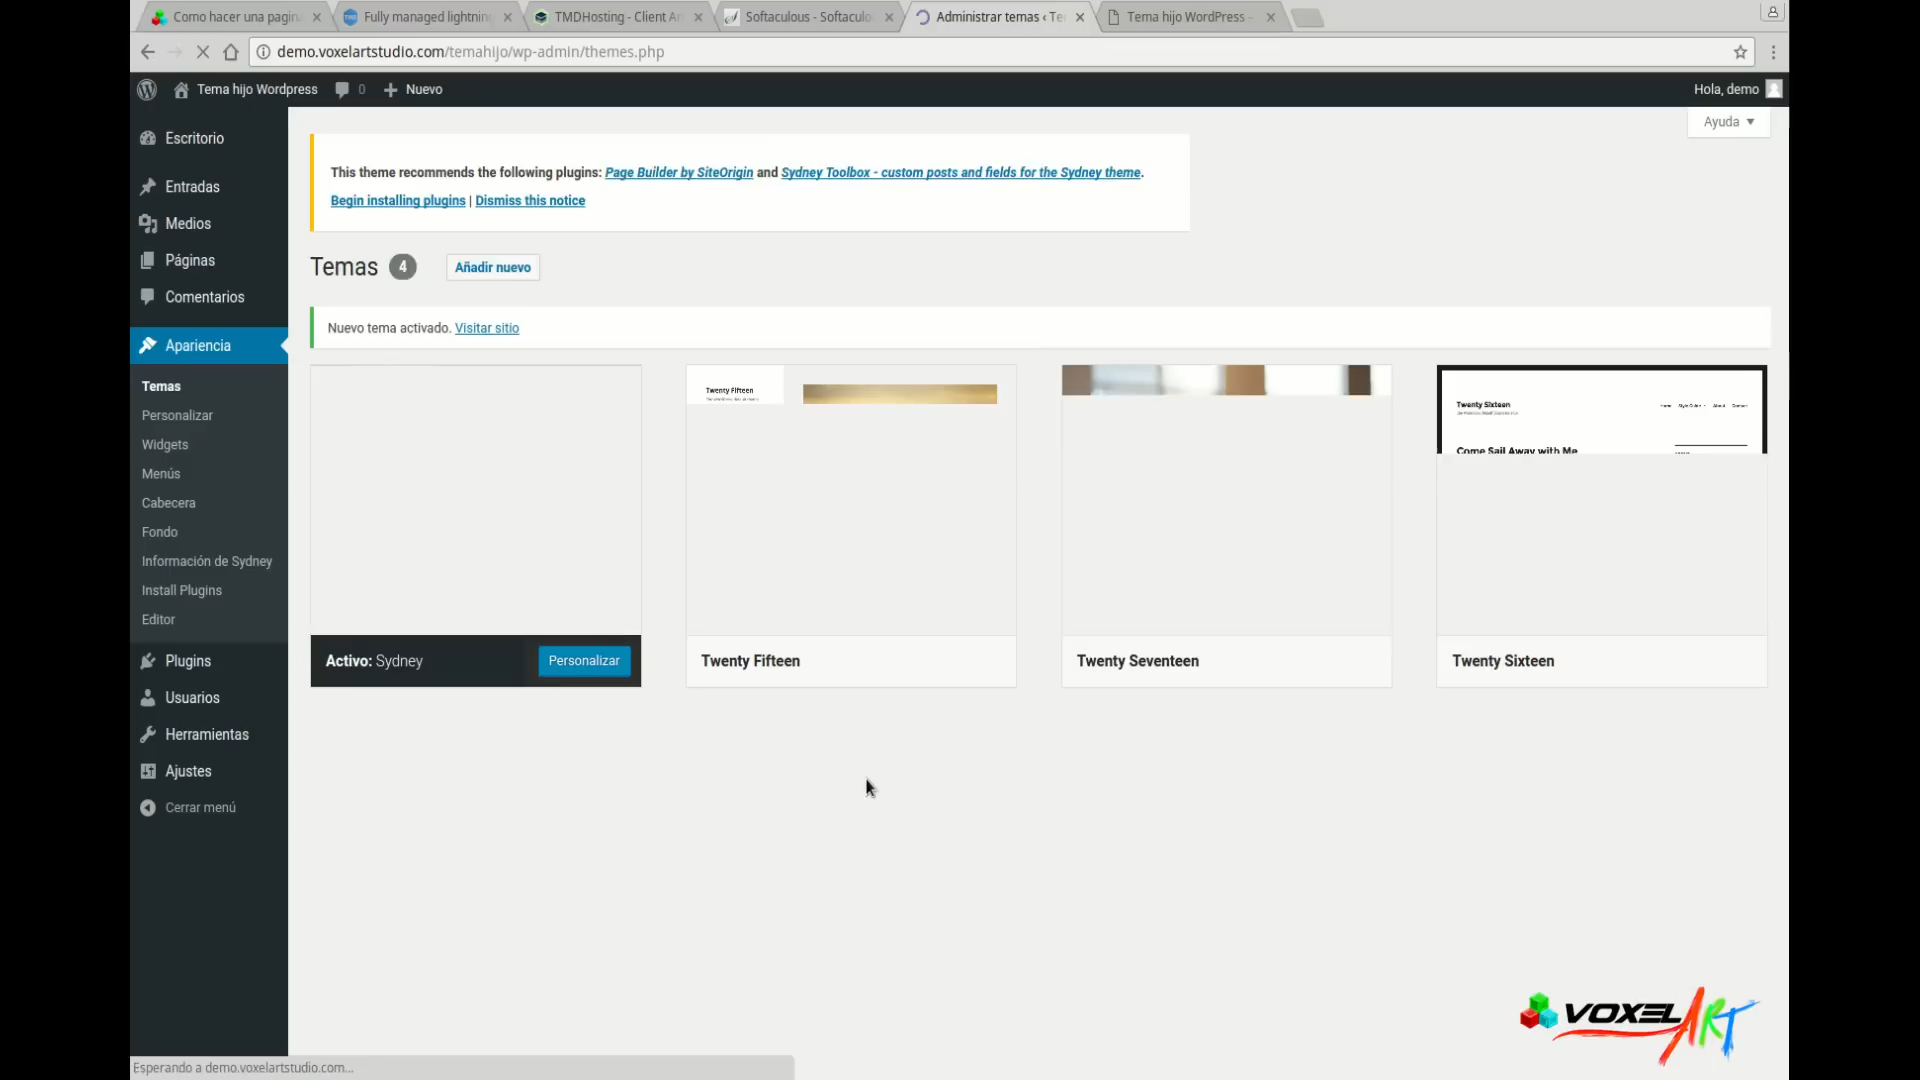 Como hacer una pagin
Fully managed lightnin
TMDHosting - Client A
Softaculous - Softaculo
Administrar temas ‹ Te
Tema hijo WordPress -
demo.voxelartstudio.com/temahijo/wp-admin/themes.php
Tema hijo Wordpress
0
Nuevo
Hola, demo
Ayuda
Escritorio
Entradas
Medios
Páginas
Comentarios
Apariencia
Temas
Personalizar
Widgets
Menús
Cabecera
Fondo
Información de Sydney
Install Plugins
Editor
Plugins
Usuarios
Herramientas
Ajustes
Cerrar menú
This theme recommends the following plugins: Page Builder by SiteOrigin and Sydney Toolbox - custom posts and fields for the Sydney theme.
Begin installing plugins | Dismiss this notice
Temas 4 Añadir nuevo
Nuevo tema activado. Visitar sitio
Twenty Fifteen
Twenty Sixteen
Come Sail Away with Me
Activo: Sydney
Personalizar
Twenty Fifteen
Twenty Seventeen
Twenty Sixteen
VOXELART
Esperando a demo.voxelartstudio.com...